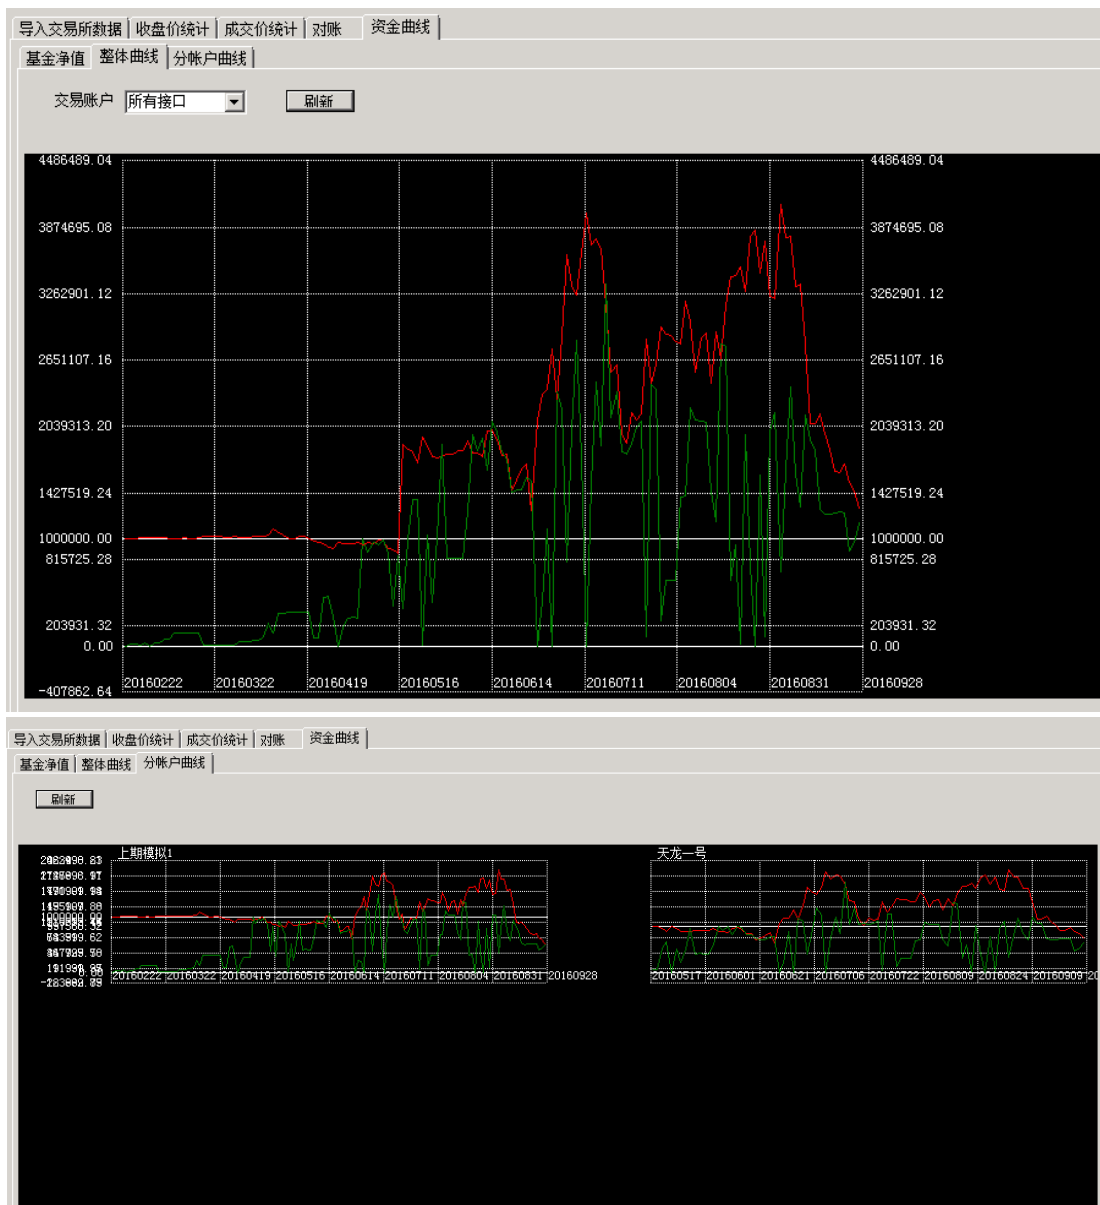 导入交易所数据 收盘价统计 成交价统计 对账 资金曲线
基金净值 整体曲线 分帐户曲线
交易账户 所有接口 刷新
4486489.04 4486489.04
3874695.08 3874695.08
3262901.12 3262901.12
2651107.16 2651107.16
2039313.20 2039313.20
1427519.24 1427519.24
1000000.00 1000000.00
815725.28 815725.28
203931.32 203931.32
0.00 0.00
-407862.64 20160222 20160322 20160419 20160516 20160614 20160711 20160804 20160831 20160928
导入交易所数据 收盘价统计 成交价统计 对账 资金曲线
基金净值 整体曲线 分帐户曲线
刷新
上期模拟1 天龙一号
20160222 20160322 20160419 20160516 20160614 20160711 20160804 20160831 20160928 20160517 20160601 20160621 20160706 20160722 20160824 20160909